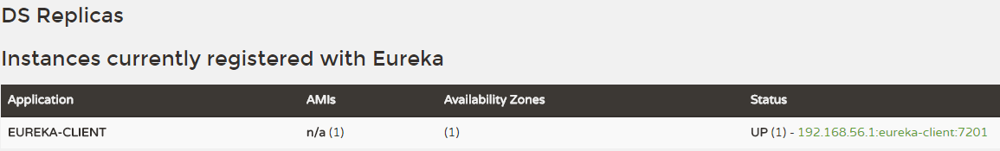 DS Replicas
Instances currently registered with Eureka
Application AMIs Availability Zones Status
EUREKA-CLIENT n/a (1) (1) UP (1) - 192.168.56.1:eureka-client:7201